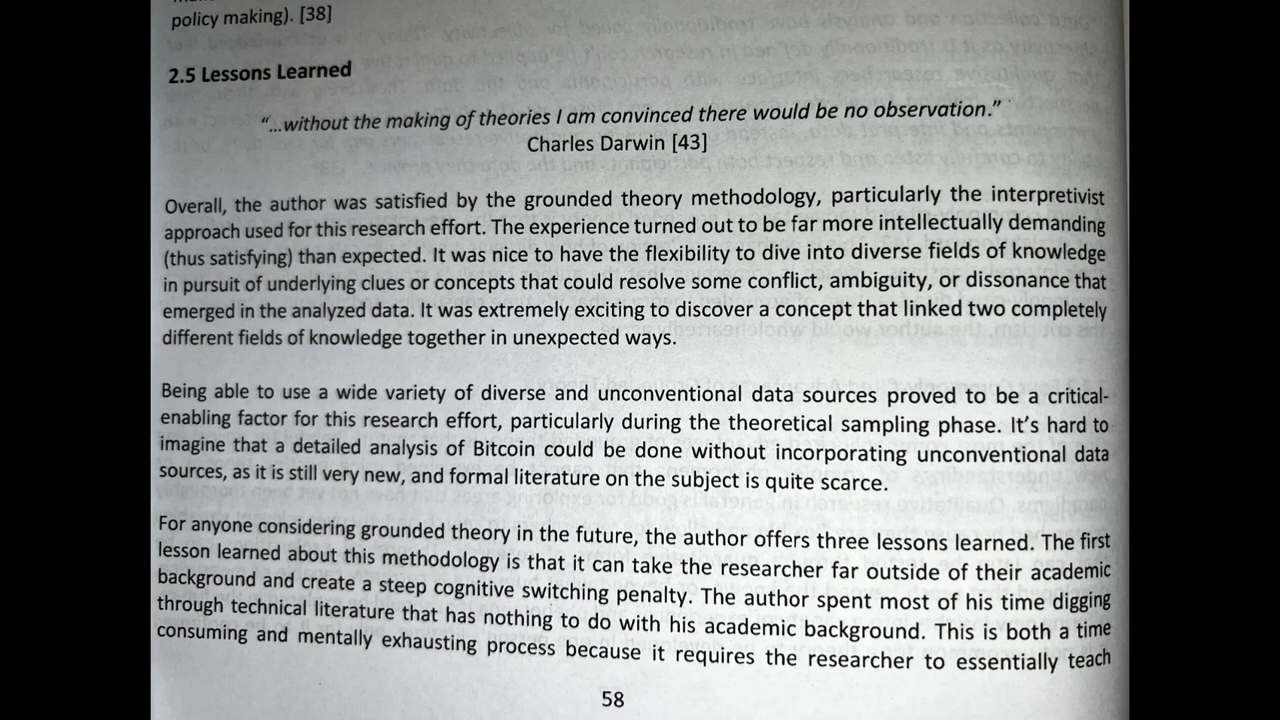 policy making). [38]
2.5 Lessons Learned
“…without the making of theories I am convinced there would be no observation.”
Charles Darwin [43]
Overall, the author was satisfied by the grounded theory methodology, particularly the interpretivist
approach used for this research effort. The experience turned out to be far more intellectually demanding
(thus satisfying) than expected. It was nice to have the flexibility to dive into diverse fields of knowledge
in pursuit of underlying clues or concepts that could resolve some conflict, ambiguity, or dissonance that
emerged in the analyzed data. It was extremely exciting to discover a concept that linked two completely
different fields of knowledge together in unexpected ways.
Being able to use a wide variety of diverse and unconventional data sources proved to be a critical-
enabling factor for this research effort, particularly during the theoretical sampling phase. It’s hard to
imagine that a detailed analysis of Bitcoin could be done without incorporating unconventional data
sources, as it is still very new, and formal literature on the subject is quite scarce.
For anyone considering grounded theory in the future, the author offers three lessons learned. The first
lesson learned about this methodology is that it can take the researcher far outside of their academic
background and create a steep cognitive switching penalty. The author spent most of his time digging
through technical literature that has nothing to do with his academic background. This is both a time
consuming and mentally exhausting process because it requires the researcher to essentially teach
58